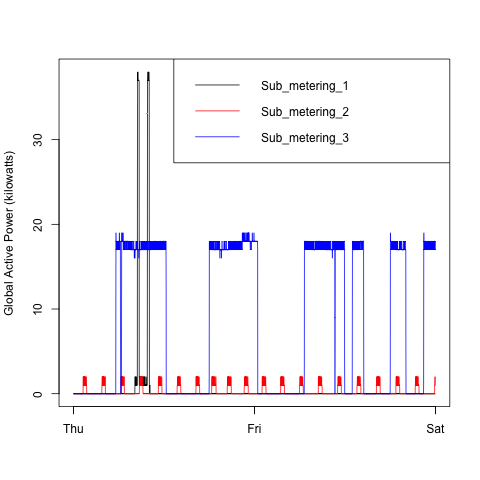 Sub_metering_1
Sub_metering_2
Sub_metering_3
Global Active Power (kilowatts)
30
20
10
0
Thu Fri Sat